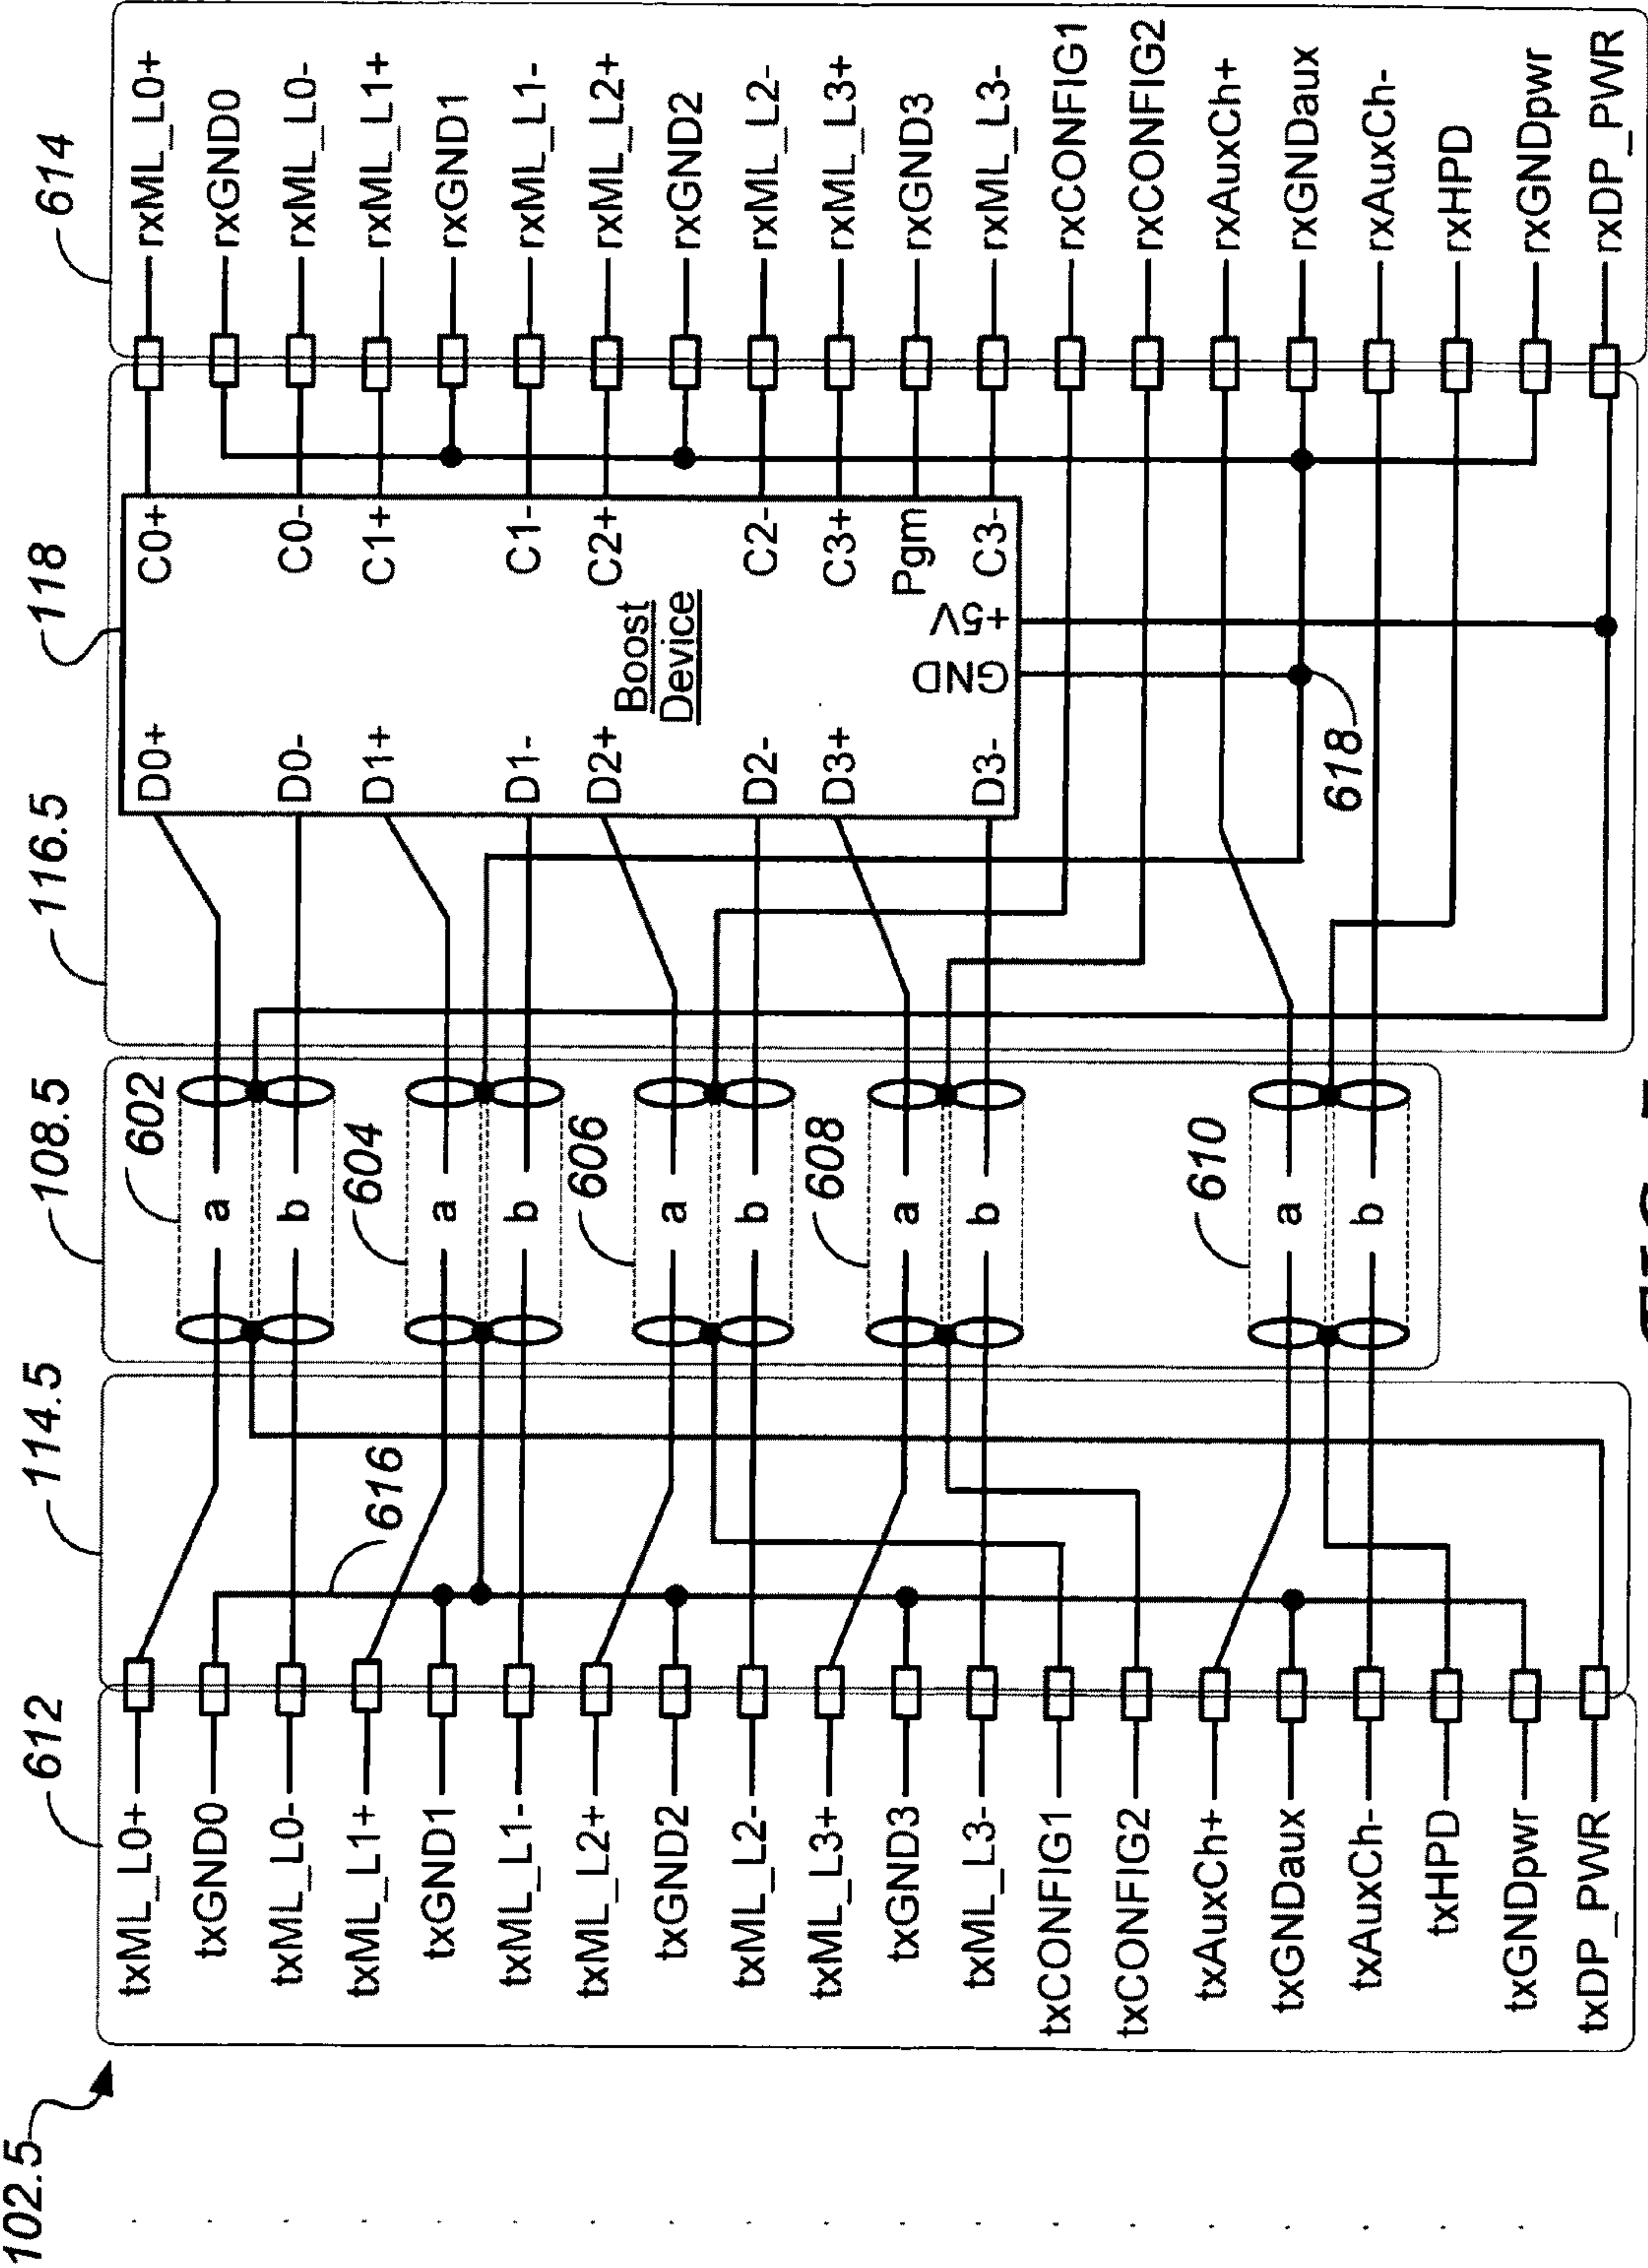 102.5
612
114.5
108.5
116.5
118
614
txML_L0+
txGND0
txML_L0-
txML_L1+
txGND1
txML_L1-
txML_L2+
txGND2
txML_L2-
txML_L3+
txGND3
txML_L3-
txCONFIG1
txCONFIG2
txAuxCh+
txGNDaux
txAuxCh-
txHPD
txGNDpwr
txDP_PWR
616
602
a
b
604
a
b
606
a
b
608
a
b
610
a
b
D0+
D0-
D1+
D1-
D2+
D2-
D3+
D3-
Boost
Device
GND
+5V
C0+
C0-
C1+
C1-
C2+
C2-
C3+
Pgm
C3-
618
rxML_L0+
rxGND0
rxML_L0-
rxML_L1+
rxGND1
rxML_L1-
rxML_L2+
rxGND2
rxML_L2-
rxML_L3+
rxGND3
rxML_L3-
rxCONFIG1
rxCONFIG2
rxAuxCh+
rxGNDaux
rxAuxCh-
rxHPD
rxGNDpwr
rxDP_PWR